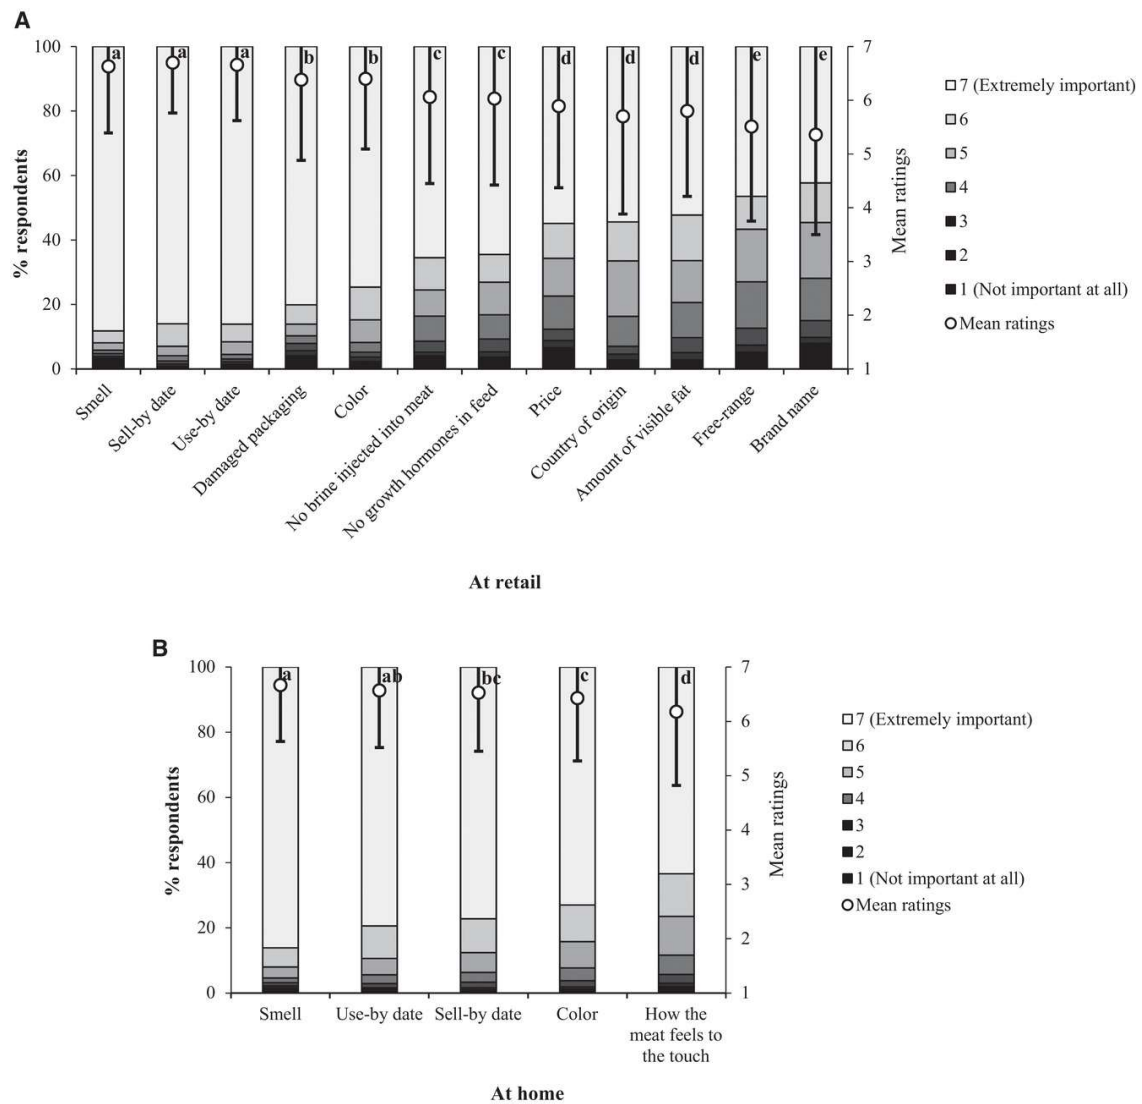 A
100
80
60
40
20
0
% respondents
a
a
a
b
b
c
c
d
d
d
e
e
7
6
5
4
3
2
1
Mean ratings
7 (Extremely important)
6
5
4
3
2
1 (Not important at all)
Mean ratings
Smell
Sell-by date
Use-by date
Damaged packaging
Color
No brine injected into meat
No growth hormones in feed
Price
Country of origin
Amount of visible fat
Free-range
Brand name
At retail
B
100
80
60
40
20
0
% respondents
a
ab
bc
c
d
7
6
5
4
3
2
1
Mean ratings
7 (Extremely important)
6
5
4
3
2
1 (Not important at all)
Mean ratings
Smell
Use-by date
Sell-by date
Color
How the
meat feels to
the touch
At home